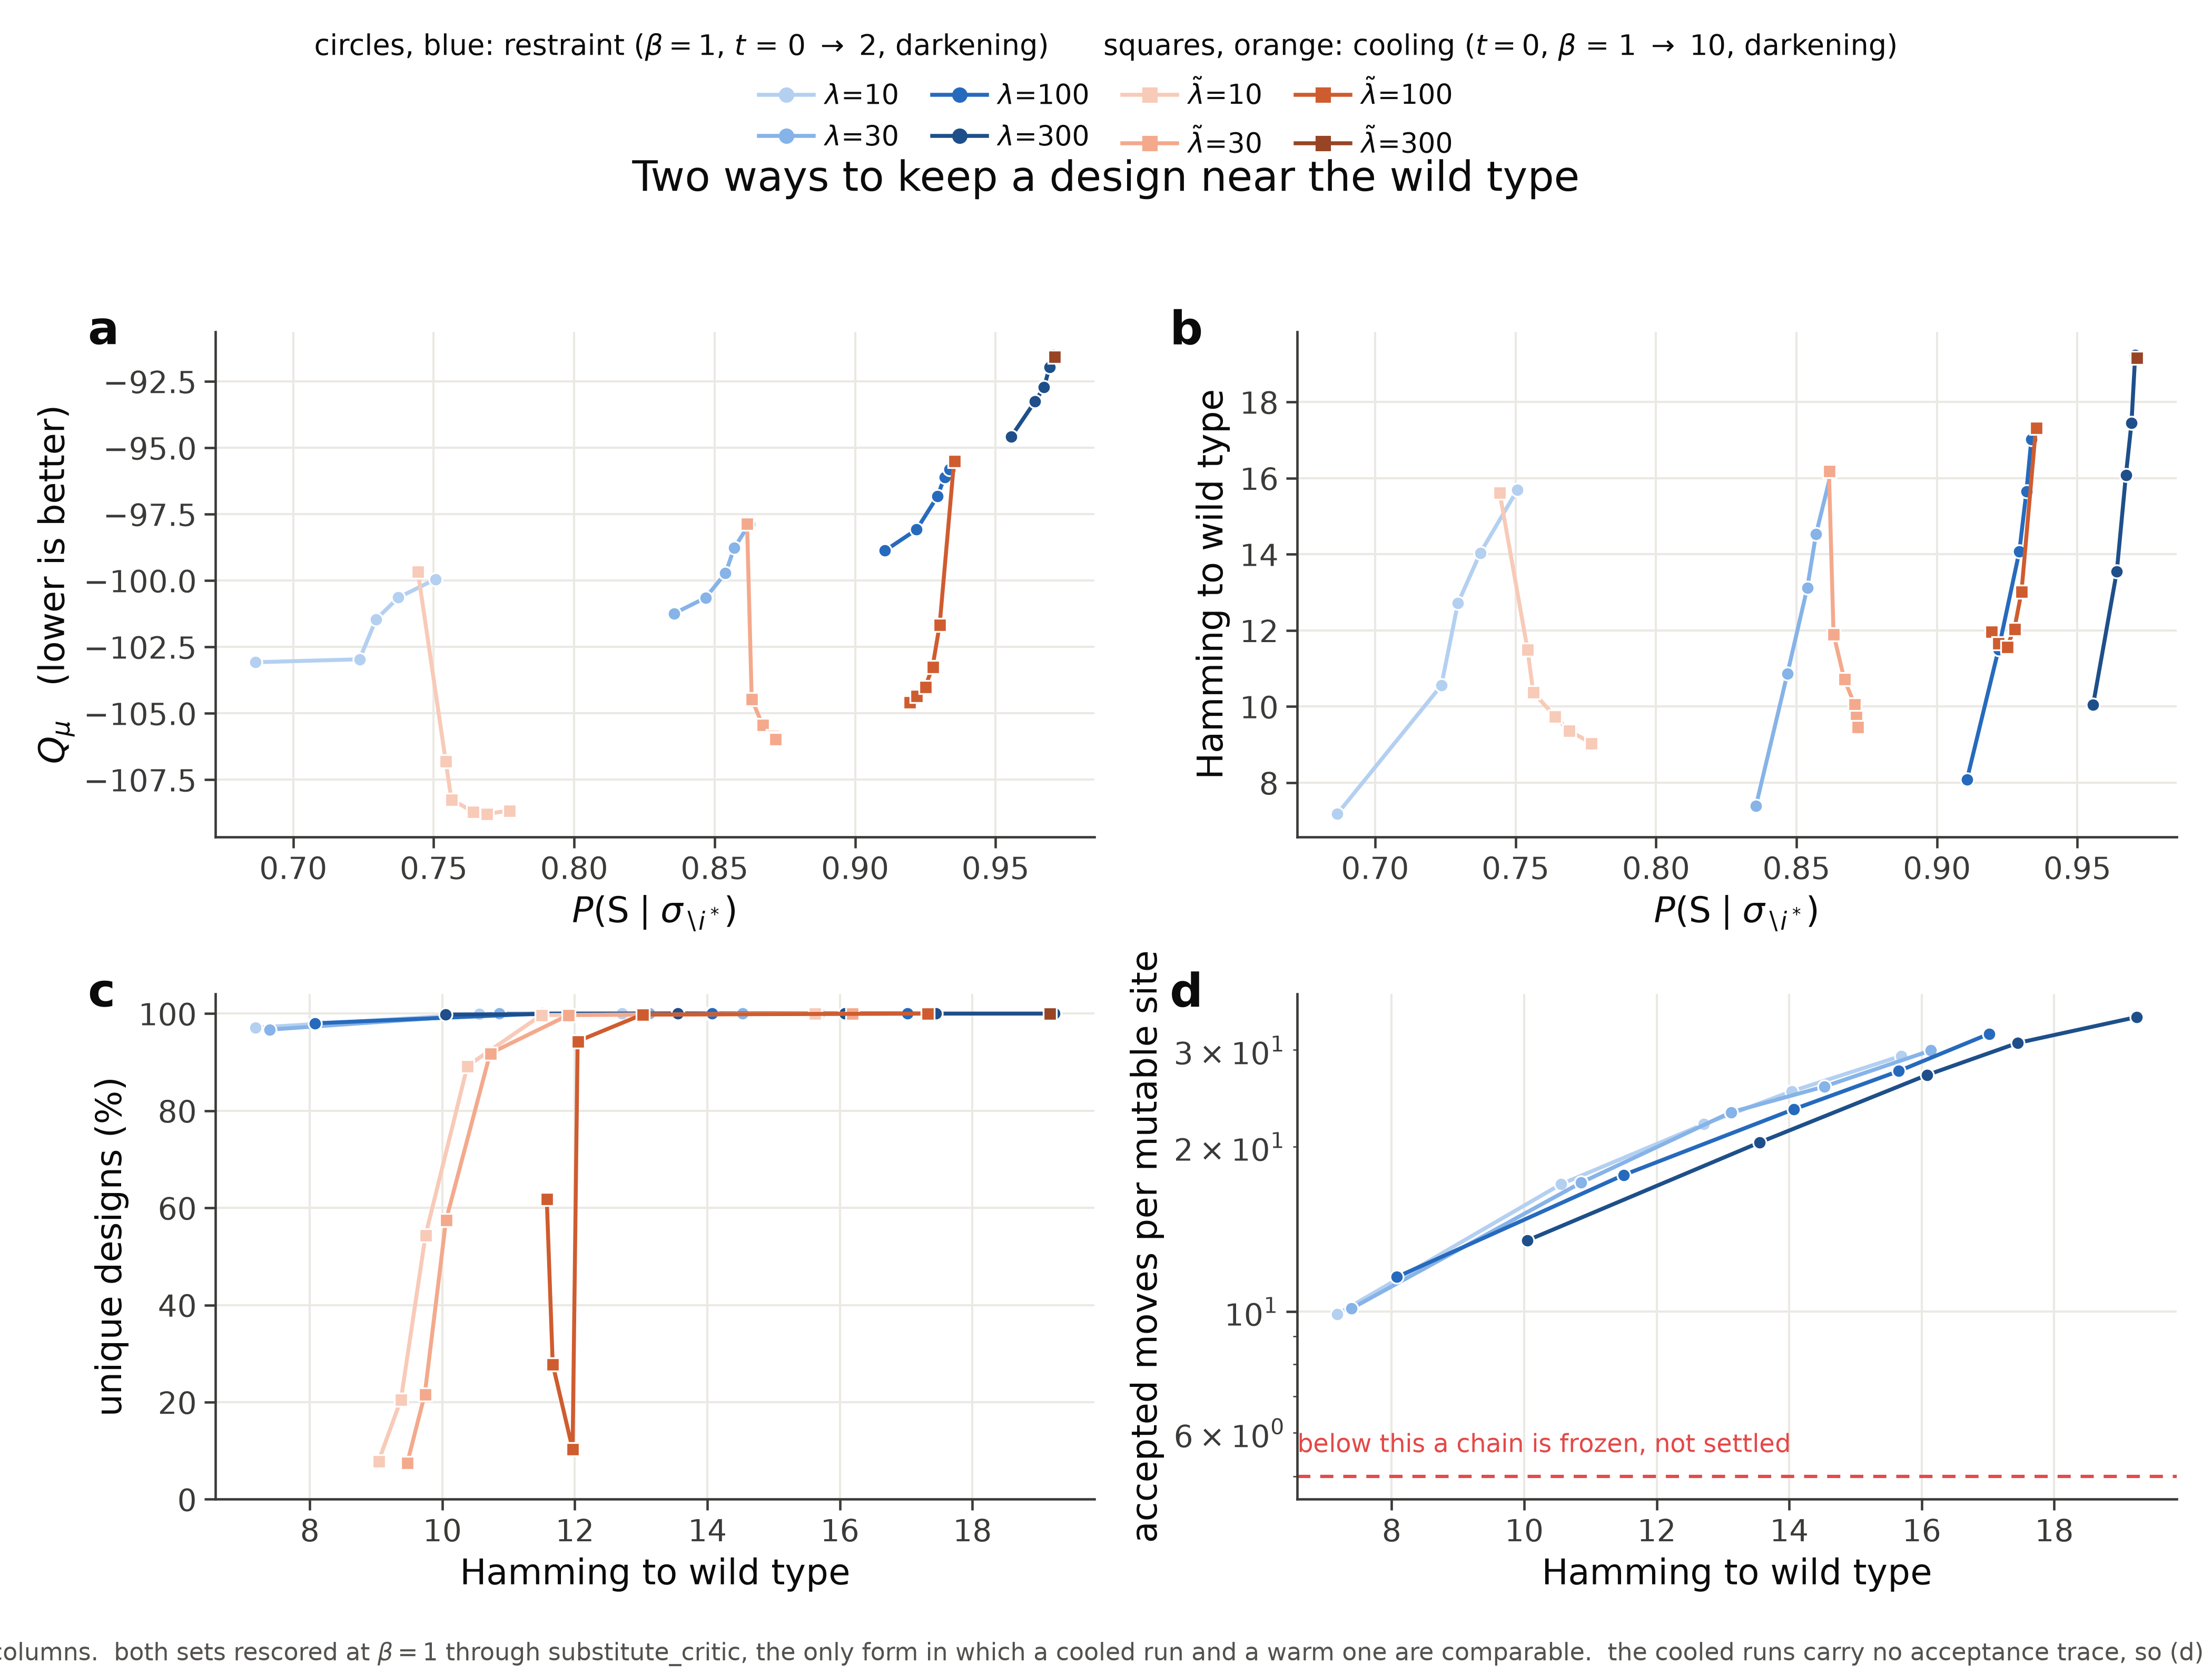 circles, blue: restraint (β = 1, t = 0 → 2, darkening) squares, orange: cooling (t = 0, β = 1 → 10, darkening)
λ=10 λ=100 λ̃=10 λ̃=100
λ=30 λ=300 λ̃=30 λ̃=300
Two ways to keep a design near the wild type
a
Q_μ (lower is better)
−92.5
−95.0
−97.5
−100.0
−102.5
−105.0
−107.5
0.70 0.75 0.80 0.85 0.90 0.95
P(S | σ_{\i*})
b
Hamming to wild type
18
16
14
12
10
8
0.70 0.75 0.80 0.85 0.90 0.95
P(S | σ_{\i*})
c
unique designs (%)
100
80
60
40
20
0
8 10 12 14 16 18
Hamming to wild type
d
accepted moves per mutable site
3 × 10¹
2 × 10¹
10¹
6 × 10⁰
below this a chain is frozen, not settled
8 10 12 14 16 18
Hamming to wild type
columns. both sets rescored at β = 1 through substitute_critic, the only form in which a cooled run and a warm one are comparable. the cooled runs carry no acceptance trace, so (d)